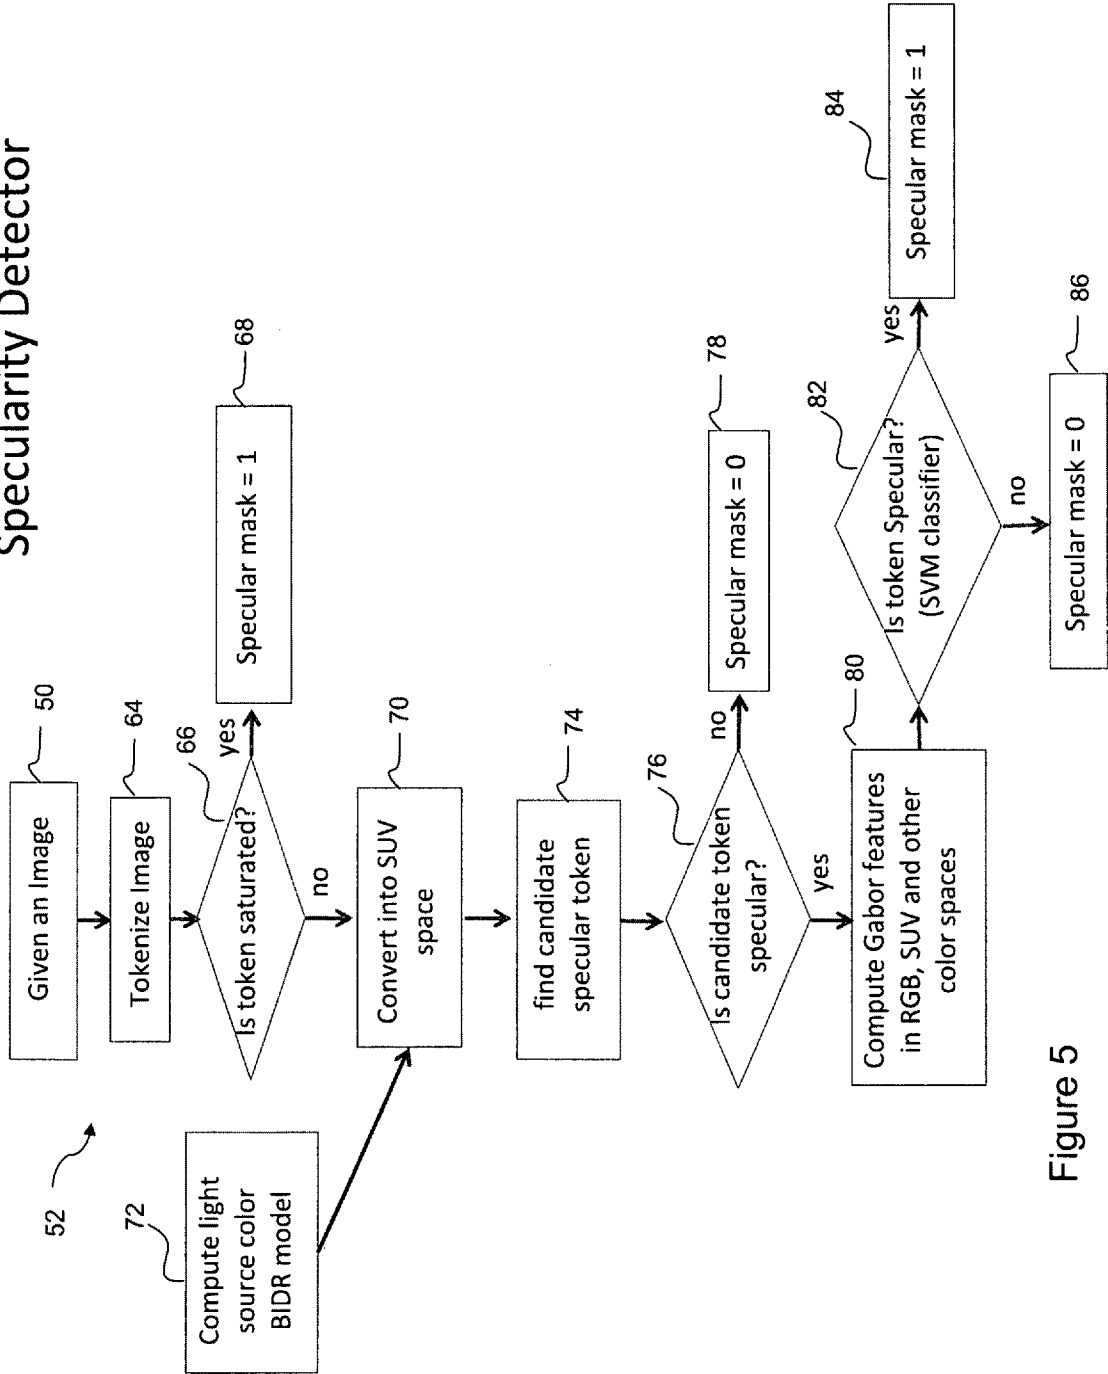 Specularity Detector
52
Given an Image
50
Tokenize Image
64
Is token saturated?
66
yes
Specular mask = 1
68
no
Compute light
source color
BIDR model
72
Convert into SUV
space
70
find candidate
specular token
74
Is candidate token
specular?
76
no
Specular mask = 0
78
yes
Compute Gabor features
in RGB, SUV and other
color spaces
80
Is token Specular?
(SVM classifier)
82
yes
Specular mask = 1
84
no
Specular mask = 0
86
Figure 5